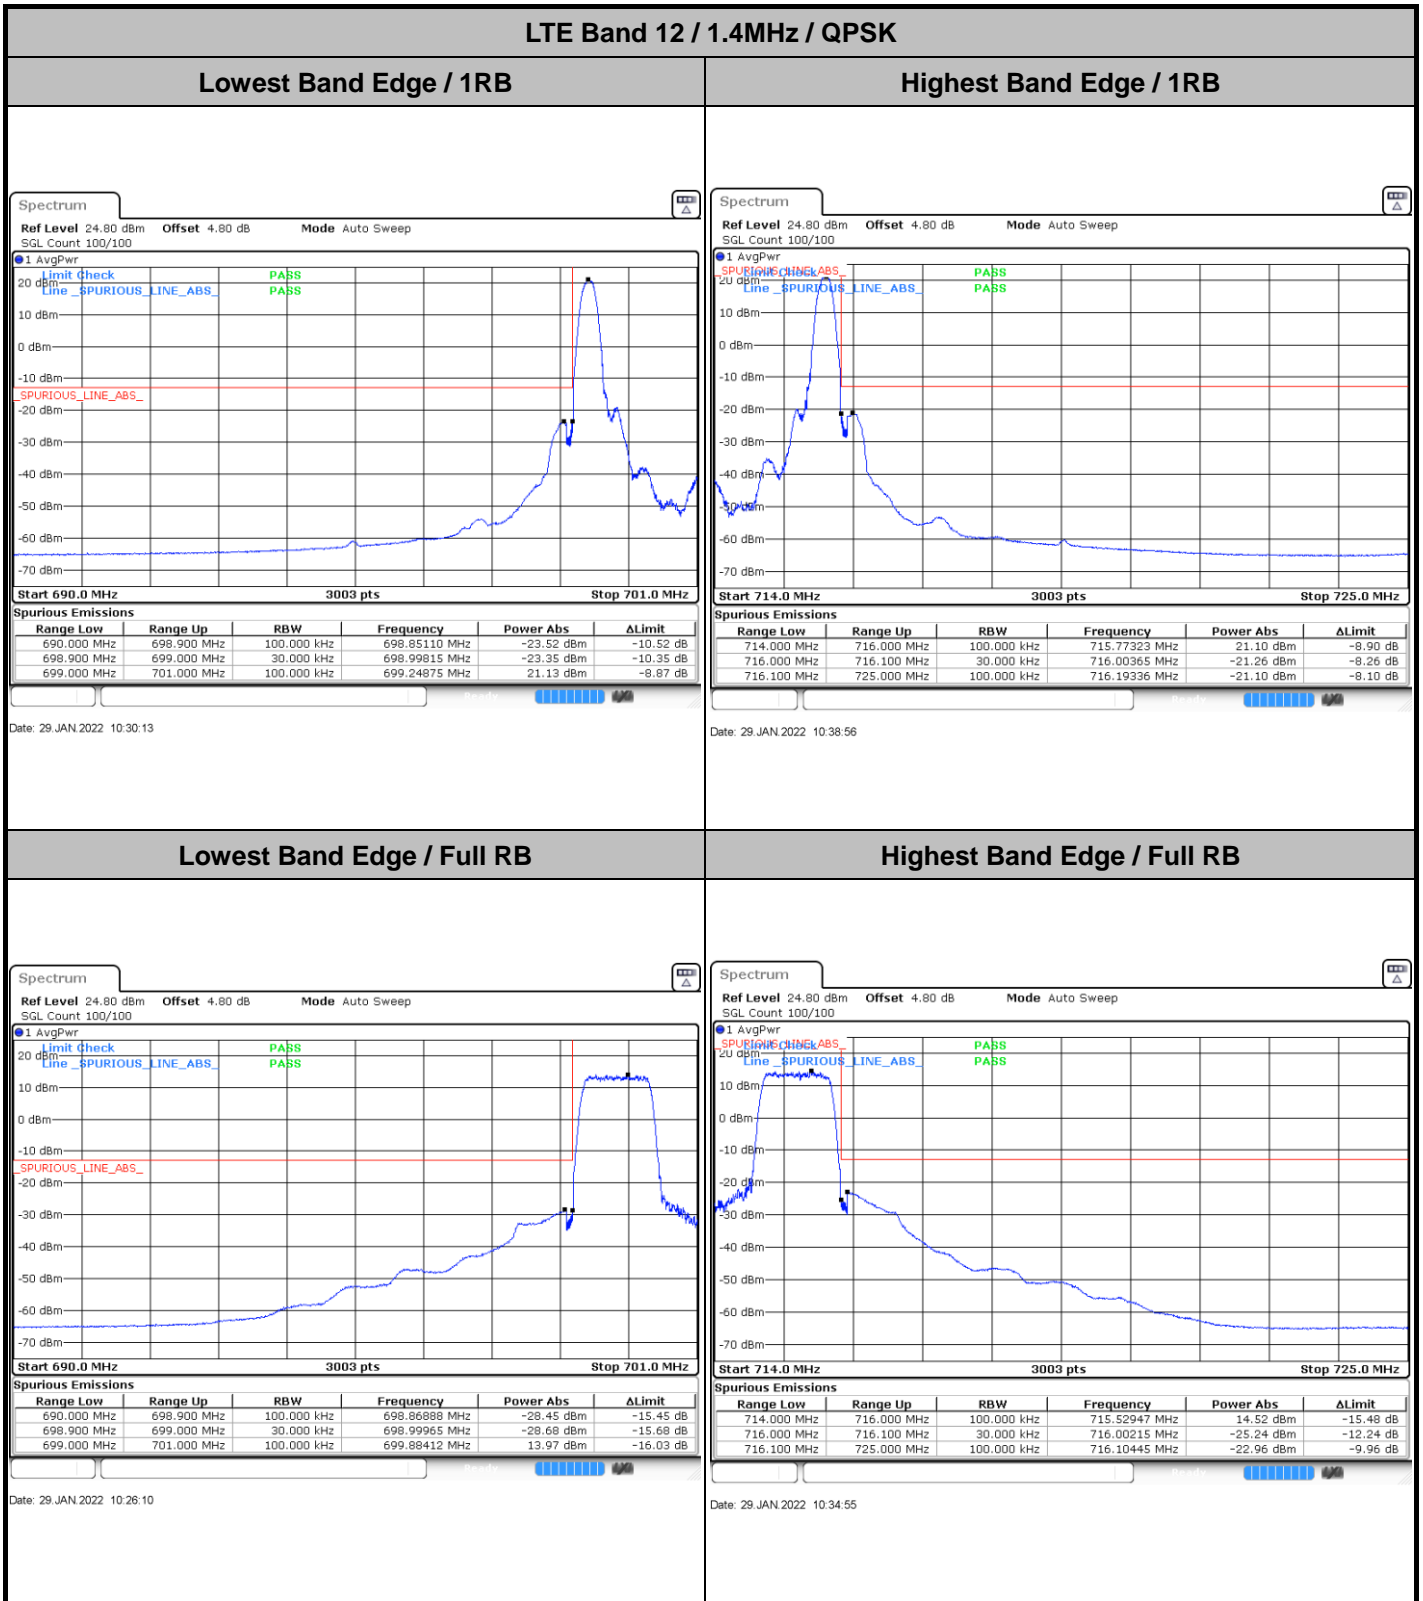 LTE Band 12 / 1.4MHz / QPSK
Lowest Band Edge / 1RB
Highest Band Edge / 1RB
Spectrum
Ref Level 24.80 dBm Offset 4.80 dB Mode Auto Sweep
SGL Count 100/100
1 AvgPwr
Limit Check PASS
20 dBm
Line _SPURIOUS_LINE_ABS_ PASS
10 dBm
0 dBm
-10 dBm
_SPURIOUS_LINE_ABS_
-20 dBm
-30 dBm
-40 dBm
-50 dBm
-60 dBm
-70 dBm
Start 690.0 MHz 3003 pts Stop 701.0 MHz
Spurious Emissions
Range Low Range Up RBW Frequency Power Abs ΔLimit
690.000 MHz 698.900 MHz 100.000 kHz 698.85110 MHz -23.52 dBm -10.52 dB
698.900 MHz 699.000 MHz 30.000 kHz 698.99815 MHz -23.35 dBm -10.35 dB
699.000 MHz 701.000 MHz 100.000 kHz 699.24875 MHz 21.13 dBm -8.87 dB
Ready
Date: 29.JAN.2022 10:30:13
Spectrum
Ref Level 24.80 dBm Offset 4.80 dB Mode Auto Sweep
SGL Count 100/100
1 AvgPwr
_SPURIOUS_LINE_ABS_
Limit Check PASS
20 dBm
Line _SPURIOUS_LINE_ABS_ PASS
10 dBm
0 dBm
-10 dBm
-20 dBm
-30 dBm
-40 dBm
-50 dBm
-60 dBm
-70 dBm
Start 714.0 MHz 3003 pts Stop 725.0 MHz
Spurious Emissions
Range Low Range Up RBW Frequency Power Abs ΔLimit
714.000 MHz 716.000 MHz 100.000 kHz 715.77323 MHz 21.10 dBm -8.90 dB
716.000 MHz 716.100 MHz 30.000 kHz 716.00365 MHz -21.26 dBm -8.26 dB
716.100 MHz 725.000 MHz 100.000 kHz 716.19336 MHz -21.10 dBm -8.10 dB
Ready
Date: 29.JAN.2022 10:38:56
Lowest Band Edge / Full RB
Highest Band Edge / Full RB
Spectrum
Ref Level 24.80 dBm Offset 4.80 dB Mode Auto Sweep
SGL Count 100/100
1 AvgPwr
Limit Check PASS
20 dBm
Line _SPURIOUS_LINE_ABS_ PASS
10 dBm
0 dBm
-10 dBm
_SPURIOUS_LINE_ABS_
-20 dBm
-30 dBm
-40 dBm
-50 dBm
-60 dBm
-70 dBm
Start 690.0 MHz 3003 pts Stop 701.0 MHz
Spurious Emissions
Range Low Range Up RBW Frequency Power Abs ΔLimit
690.000 MHz 698.900 MHz 100.000 kHz 698.86888 MHz -28.45 dBm -15.45 dB
698.900 MHz 699.000 MHz 30.000 kHz 698.99965 MHz -28.68 dBm -15.68 dB
699.000 MHz 701.000 MHz 100.000 kHz 699.88412 MHz 13.97 dBm -16.03 dB
Ready
Date: 29.JAN.2022 10:26:10
Spectrum
Ref Level 24.80 dBm Offset 4.80 dB Mode Auto Sweep
SGL Count 100/100
1 AvgPwr
_SPURIOUS_LINE_ABS_
Limit Check PASS
20 dBm
Line _SPURIOUS_LINE_ABS_ PASS
10 dBm
0 dBm
-10 dBm
-20 dBm
-30 dBm
-40 dBm
-50 dBm
-60 dBm
-70 dBm
Start 714.0 MHz 3003 pts Stop 725.0 MHz
Spurious Emissions
Range Low Range Up RBW Frequency Power Abs ΔLimit
714.000 MHz 716.000 MHz 100.000 kHz 715.52947 MHz 14.52 dBm -15.48 dB
716.000 MHz 716.100 MHz 30.000 kHz 716.00215 MHz -25.24 dBm -12.24 dB
716.100 MHz 725.000 MHz 100.000 kHz 716.10445 MHz -22.96 dBm -9.96 dB
Ready
Date: 29.JAN.2022 10:34:55